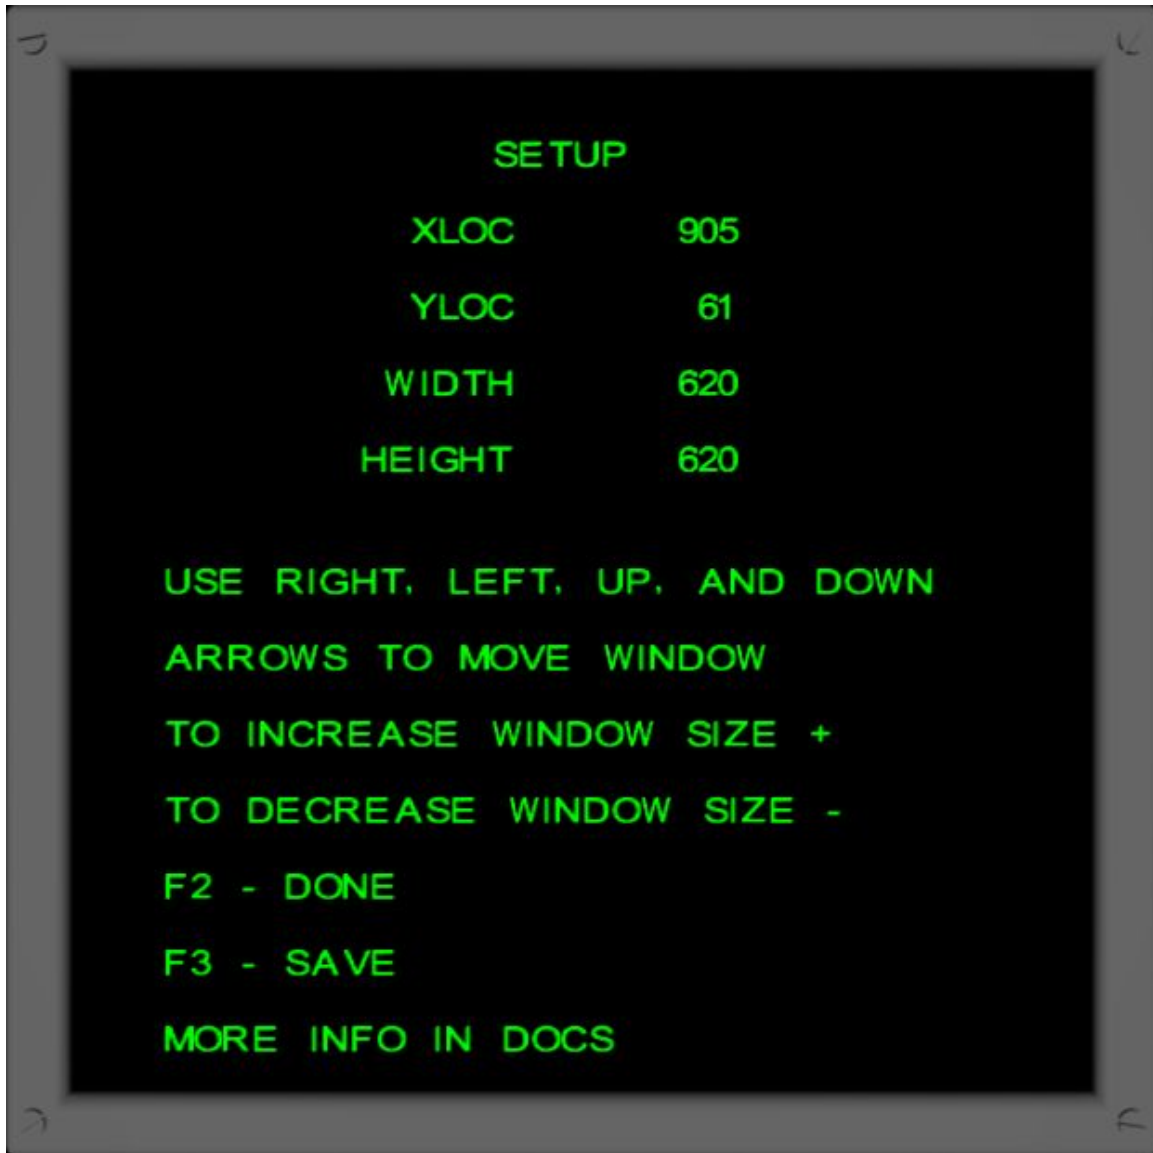 SETUP
XLOC 905
YLOC 61
WIDTH 620
HEIGHT 620
USE RIGHT, LEFT, UP, AND DOWN
ARROWS TO MOVE WINDOW
TO INCREASE WINDOW SIZE +
TO DECREASE WINDOW SIZE -
F2 - DONE
F3 - SAVE
MORE INFO IN DOCS